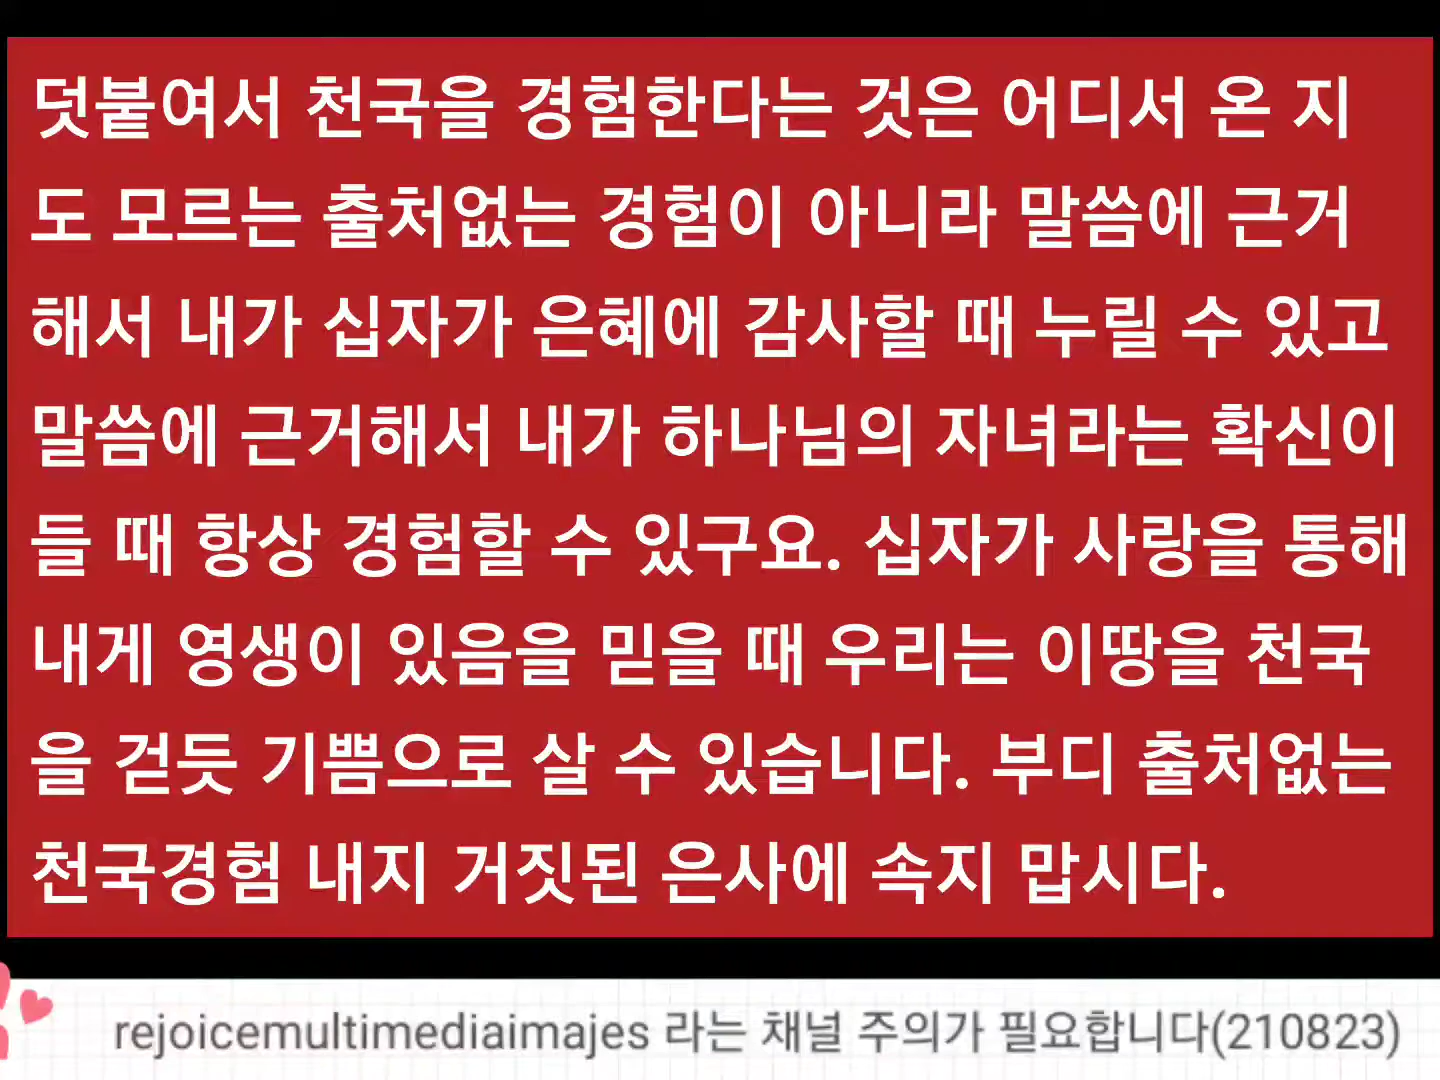 덧붙여서 천국을 경험한다는 것은 어디서 온 지
도 모르는 출처없는 경험이 아니라 말씀에 근거
해서 내가 십자가 은혜에 감사할 때 누릴 수 있고
말씀에 근거해서 내가 하나님의 자녀라는 확신이
들 때 항상 경험할 수 있구요. 십자가 사랑을 통해
내게 영생이 있음을 믿을 때 우리는 이땅을 천국
을 걷듯 기쁨으로 살 수 있습니다. 부디 출처없는
천국경험 내지 거짓된 은사에 속지 맙시다.
rejoicemultimediaimajes 라는 채널 주의가 필요합니다(210823)